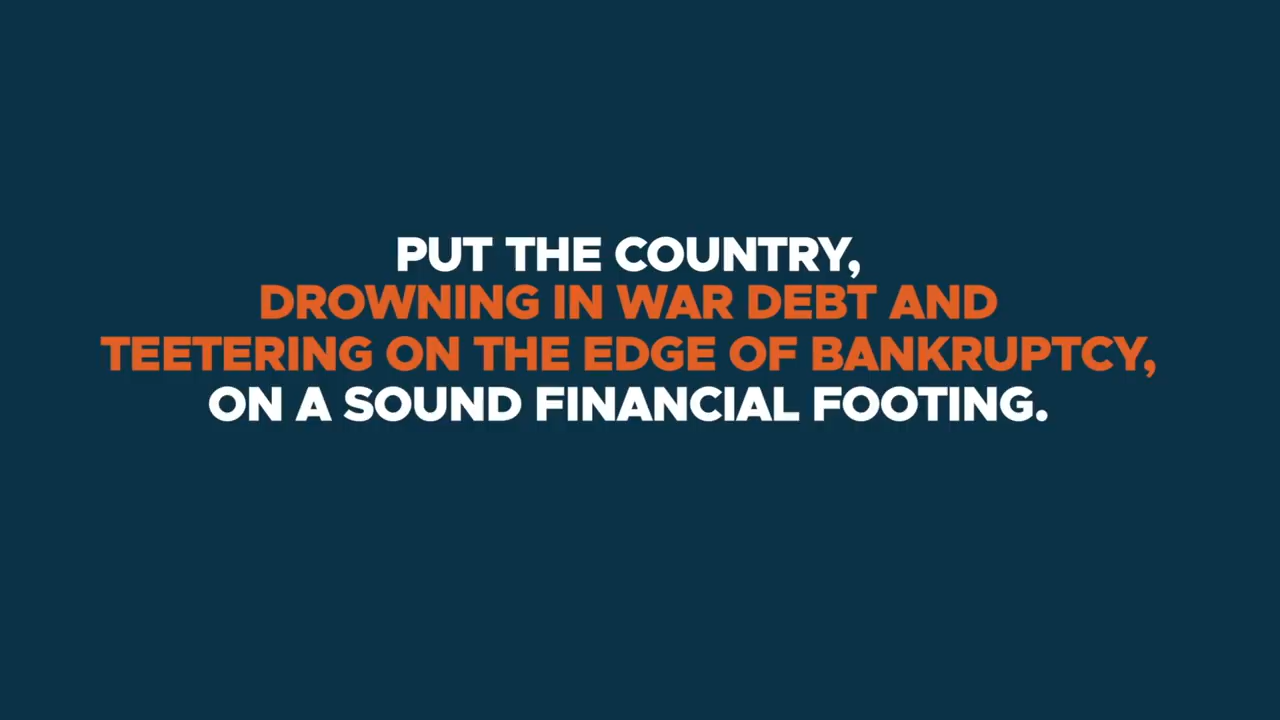 PUT THE COUNTRY,
DROWNING IN WAR DEBT AND
TEETERING ON THE EDGE OF BANKRUPTCY,
ON A SOUND FINANCIAL FOOTING.